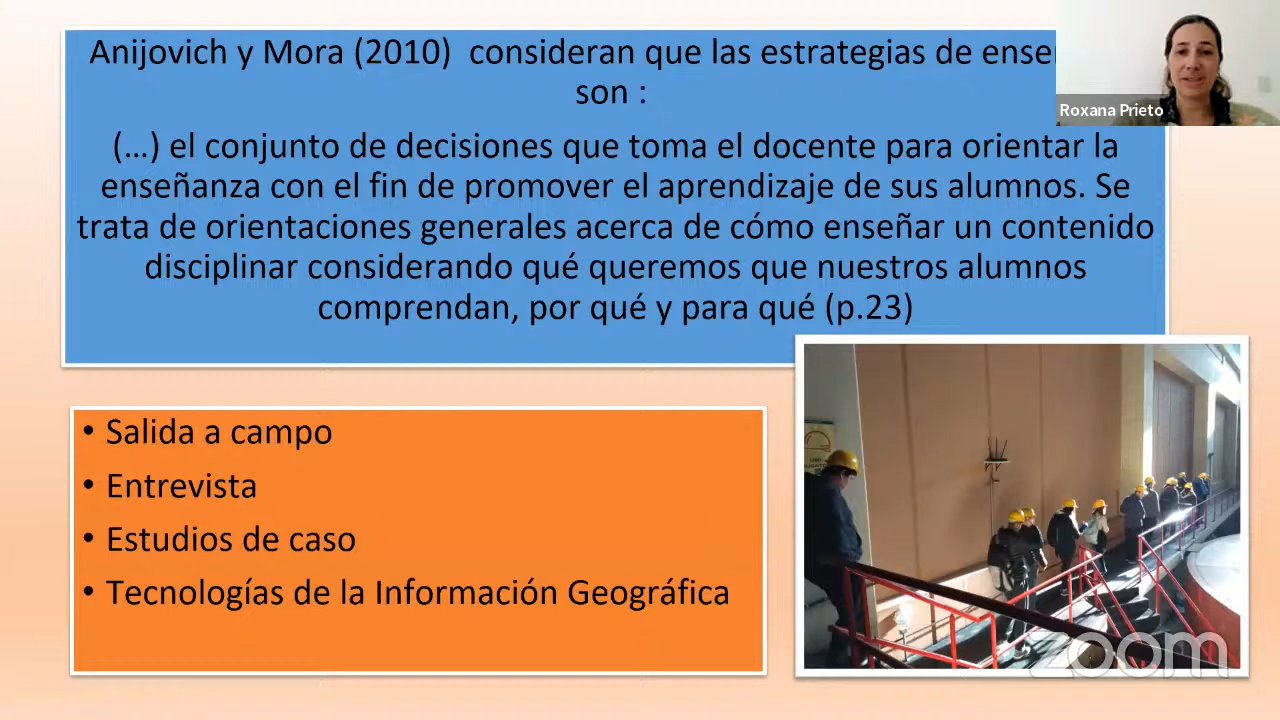 Anijovich y Mora (2010) consideran que las estrategias de
son :
Roxana Prieto
(...) el conjunto de decisiones que toma el docente para orientar la
enseñanza con el fin de promover el aprendizaje de sus alumnos. Se
trata de orientaciones generales acerca de cómo enseñar un contenido
disciplinar considerando qué queremos que nuestros alumnos
comprendan, por qué y para qué (p.23)
• Salida a campo
• Entrevista
• Estudios de caso
• Tecnologías de la Información Geográfica
zoom